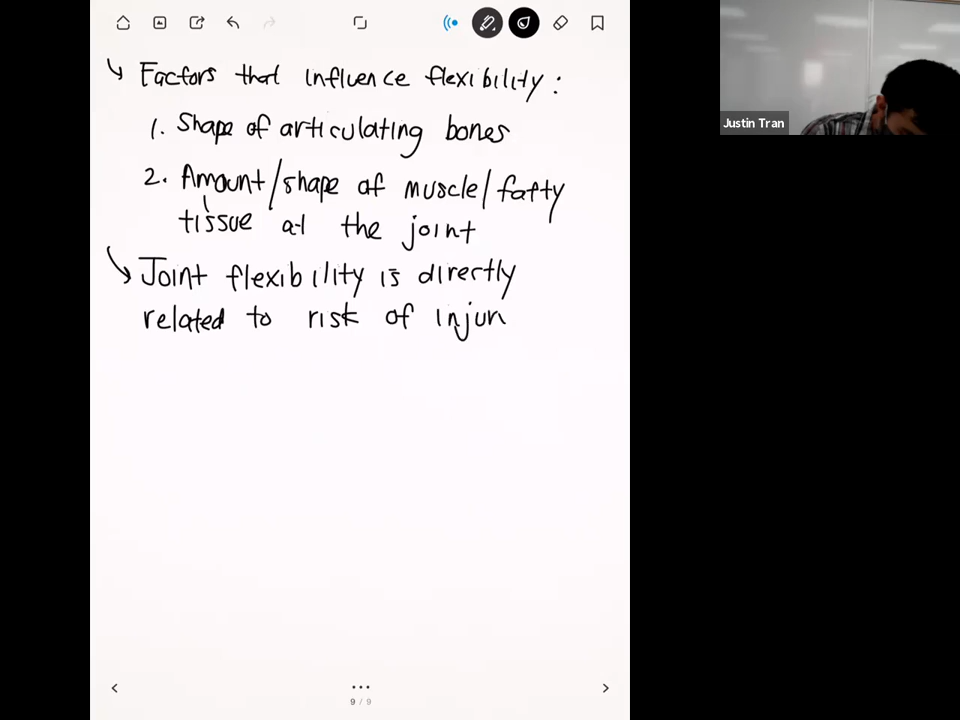 ↳ Factors that influence flexibility:
1. Shape of articulating bones
2. Amount/shape of muscle/fatty
tissue at the joint
↳ Joint flexibility is directly
related to risk of injur
9 / 9
Justin Tran